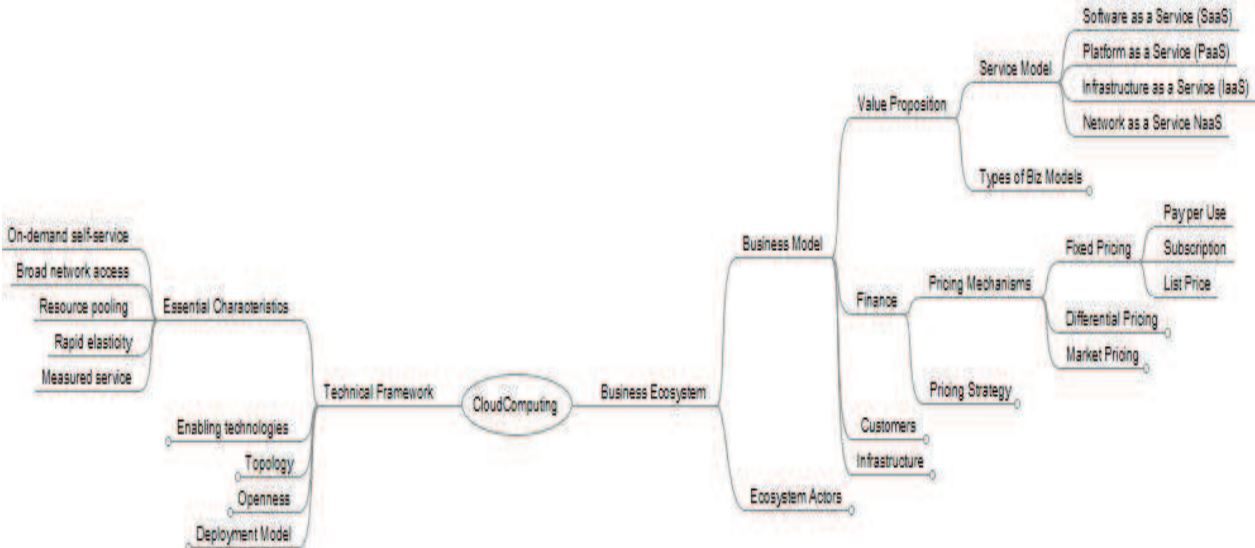 Software as a Service (SaaS)
Platform as a Service (PaaS)
Service Model
Infrastructure as a Service (IaaS)
Value Proposition
Network as a Service NaaS
Types of Biz Models
Pay per Use
On-demand self-service
Business Model
Fixed Pricing
Subscription
Broad network access
Pricing Mechanisms
List Price
Finance
Resource pooling
Essential Characteristics
Differential Pricing
Rapid elasticity
Market Pricing
Measured service
Technical Framework
CloudComputing
Business Ecosystem
Pricing Strategy
Enabling technologies
Customers
Topology
Infrastructure
Openness
Ecosystem Actors
Deployment Model